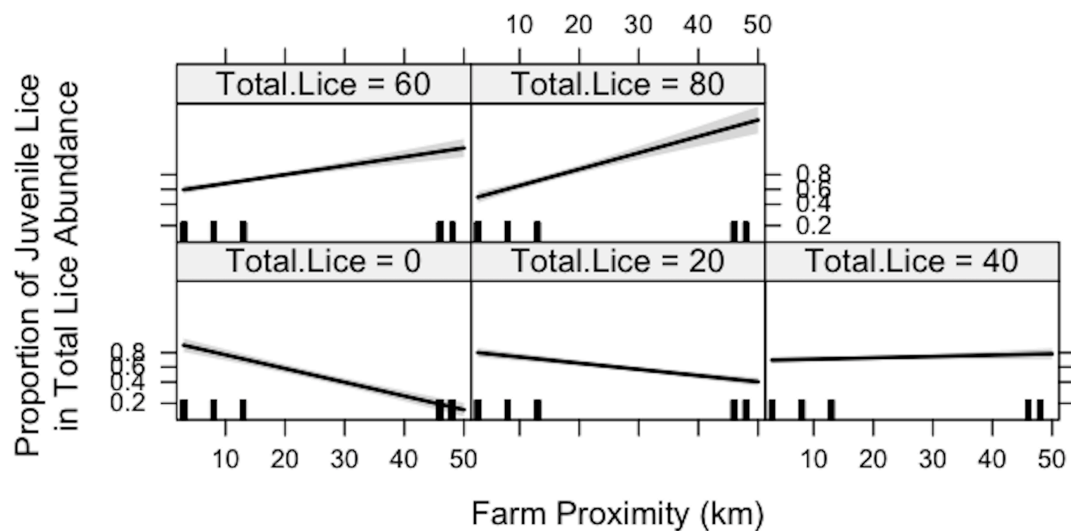 10 20 30 40 50
Total.Lice = 60
Total.Lice = 80
Proportion of Juvenile Lice
in Total Lice Abundance
0.8
0.6
0.4
0.2
Total.Lice = 0
Total.Lice = 20
Total.Lice = 40
0.8
0.6
0.4
0.2
10 20 30 40 50
10 20 30 40 50
Farm Proximity (km)